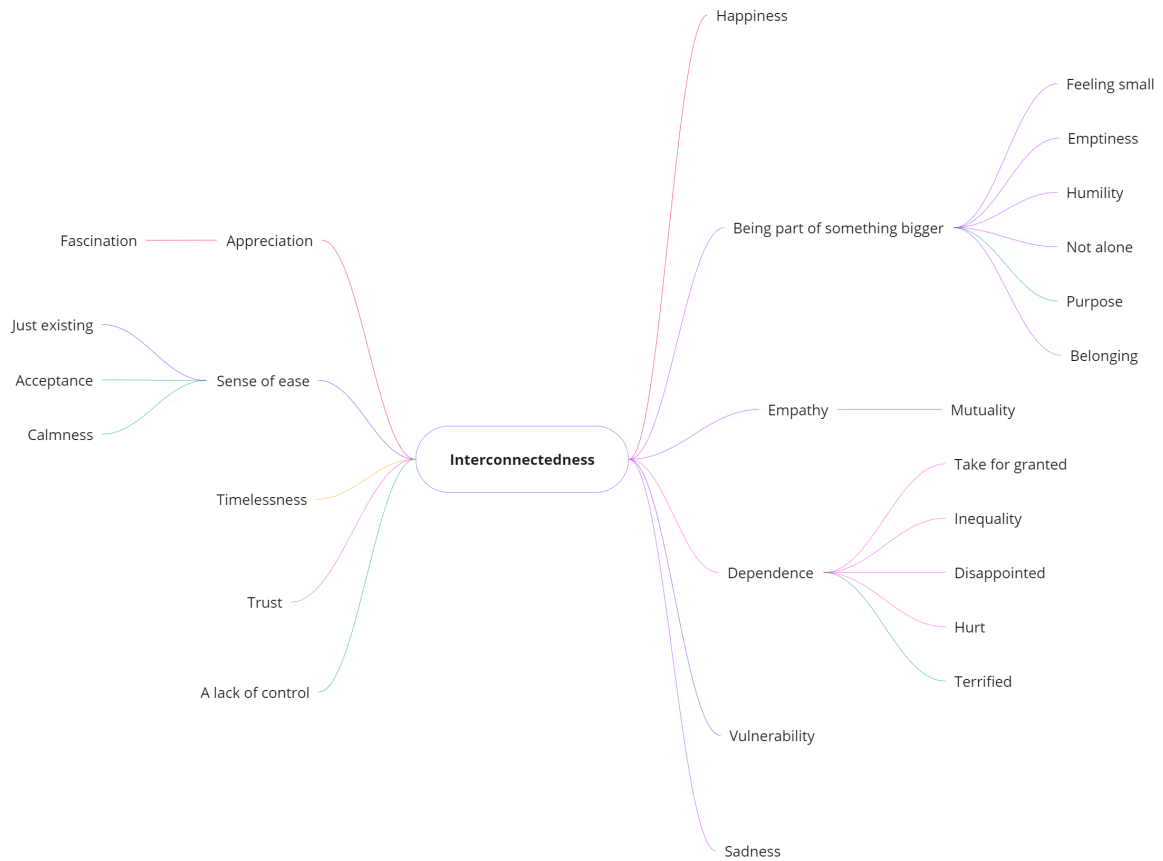 Happiness
Feeling small
Emptiness
Humility
Being part of something bigger
Not alone
Purpose
Belonging
Fascination
Appreciation
Just existing
Acceptance
Sense of ease
Calmness
Empathy
Mutuality
Interconnectedness
Take for granted
Timelessness
Inequality
Dependence
Disappointed
Trust
Hurt
Terrified
A lack of control
Vulnerability
Sadness